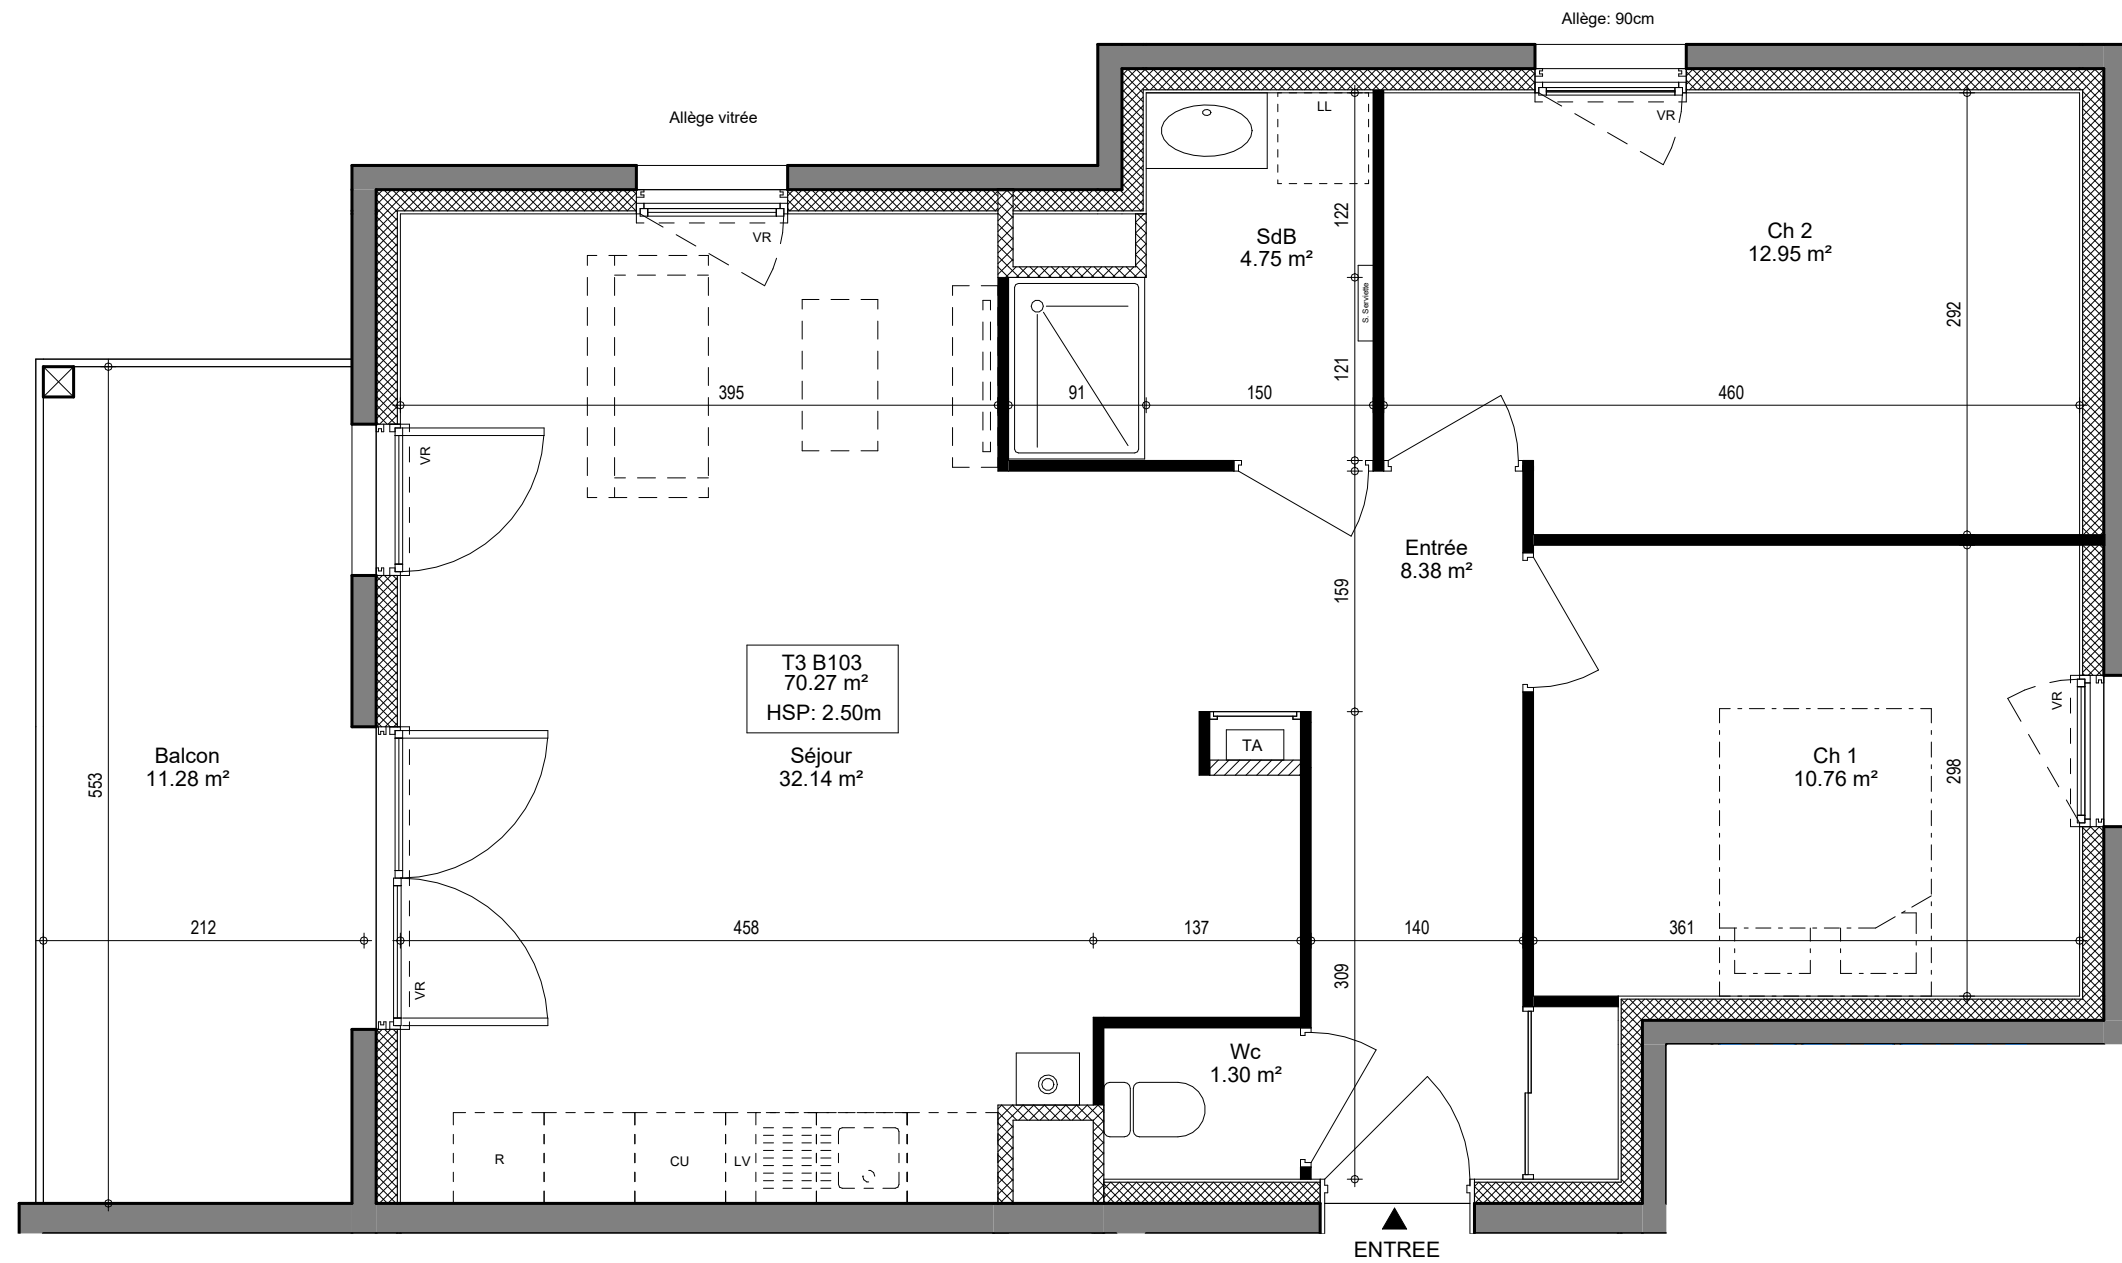 Allège: 90cm
Allège vitrée
LL
VR
VR
122
SdB
4.75 m²
Ch 2
12.95 m²
S. Serviette
292
121
395
91
150
460
VR
Entrée
8.38 m²
159
T3 B103
70.27 m²
HSP: 2.50m
VR
TA
Balcon
11.28 m²
Séjour
32.14 m²
Ch 1
10.76 m²
553
298
212
458
137
140
361
309
VR
Wc
1.30 m²
R
CU
LV
ENTREE